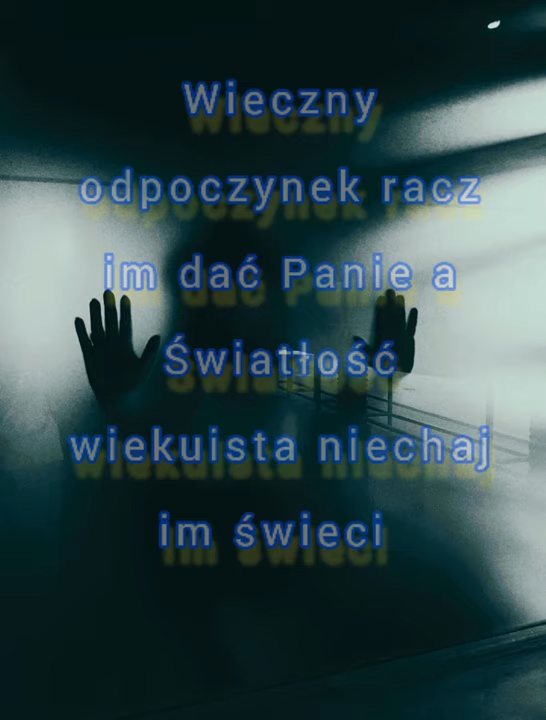 Wieczny
odpoczynek racz
im dać Panie a
Światłość
wiekuista niechaj
im świeci